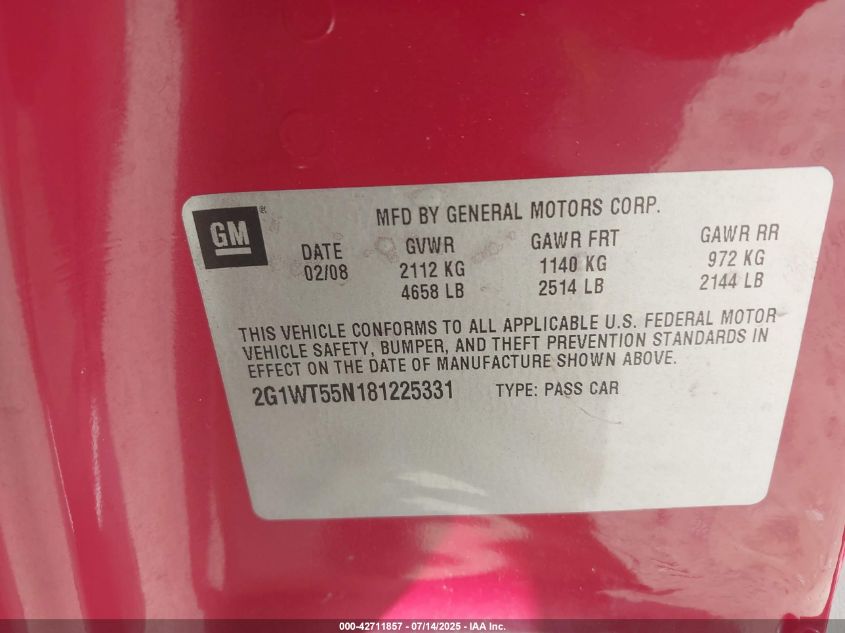 GM®
MFD BY GENERAL MOTORS CORP.
DATE GVWR GAWR FRT GAWR RR
02/08 2112 KG 1140 KG 972 KG
4658 LB 2514 LB 2144 LB
THIS VEHICLE CONFORMS TO ALL APPLICABLE U.S. FEDERAL MOTOR
VEHICLE SAFETY, BUMPER, AND THEFT PREVENTION STANDARDS IN
EFFECT ON THE DATE OF MANUFACTURE SHOWN ABOVE.
2G1WT55N181225331 TYPE: PASS CAR
000-42711857 - 07/14/2025 - IAA Inc.